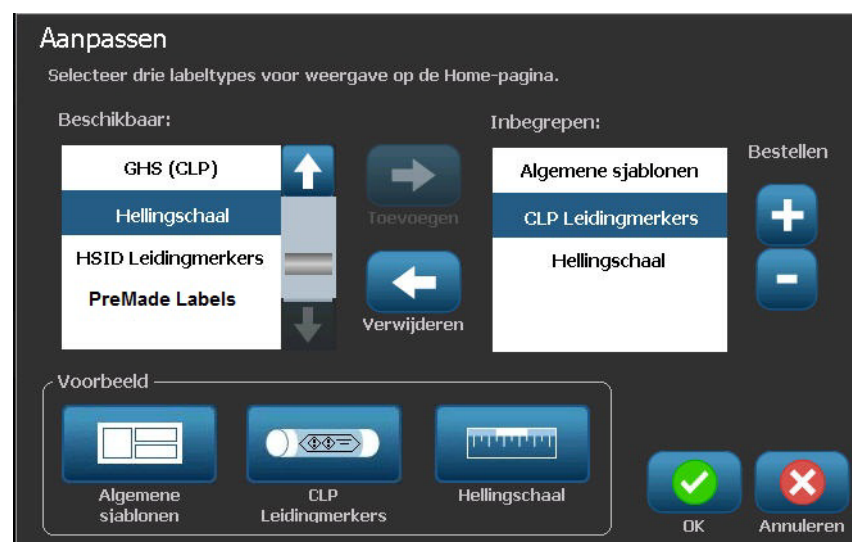 Aanpassen
Selecteer drie labeltypes voor weergave op de Home-pagina.
Beschikbaar:
GHS (CLP)
Hellingschaal
HSID Leidingmerkers
PreMade Labels
Toevoegen
Verwijderen
Inbegrepen:
Algemene sjablonen
CLP Leidingmerkers
Hellingschaal
Bestellen
Voorbeeld
Algemene
sjablonen
CLP
Leidingmerkers
Hellingschaal
OK
Annuleren